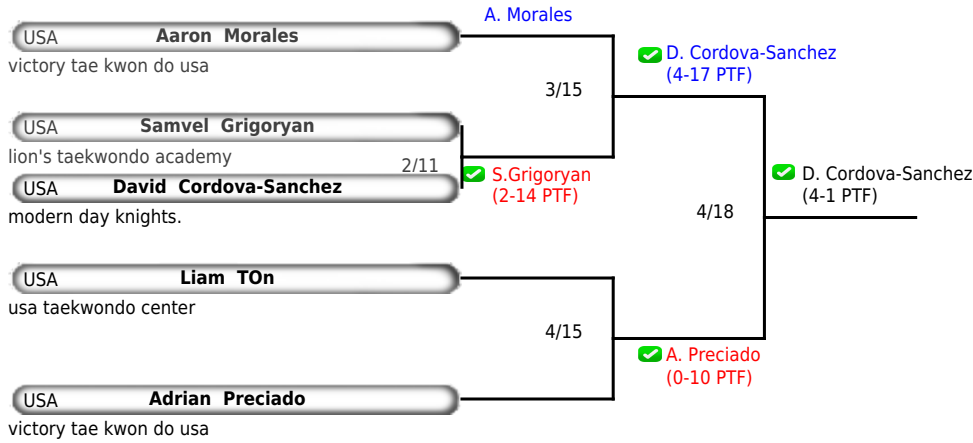 A. Morales
USA Aaron Morales
victory tae kwon do usa
D. Cordova-Sanchez
(4-17 PTF)
3/15
USA Samvel Grigoryan
lion's taekwondo academy
2/11
S.Grigoryan
(2-14 PTF)
USA David Cordova-Sanchez
modern day knights.
D. Cordova-Sanchez
(4-1 PTF)
4/18
USA Liam TOn
usa taekwondo center
4/15
A. Preciado
(0-10 PTF)
USA Adrian Preciado
victory tae kwon do usa